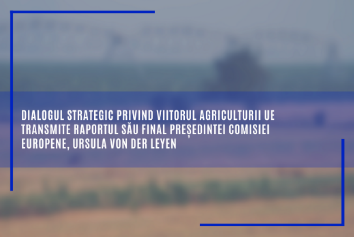 DIALOGUL STRATEGIC PRIVIND VIITORUL AGRICULTURII UE
TRANSMITE RAPORTUL SĂU FINAL PREȘEDINTEI COMISIEI
EUROPENE, URSULA VON DER LEYEN